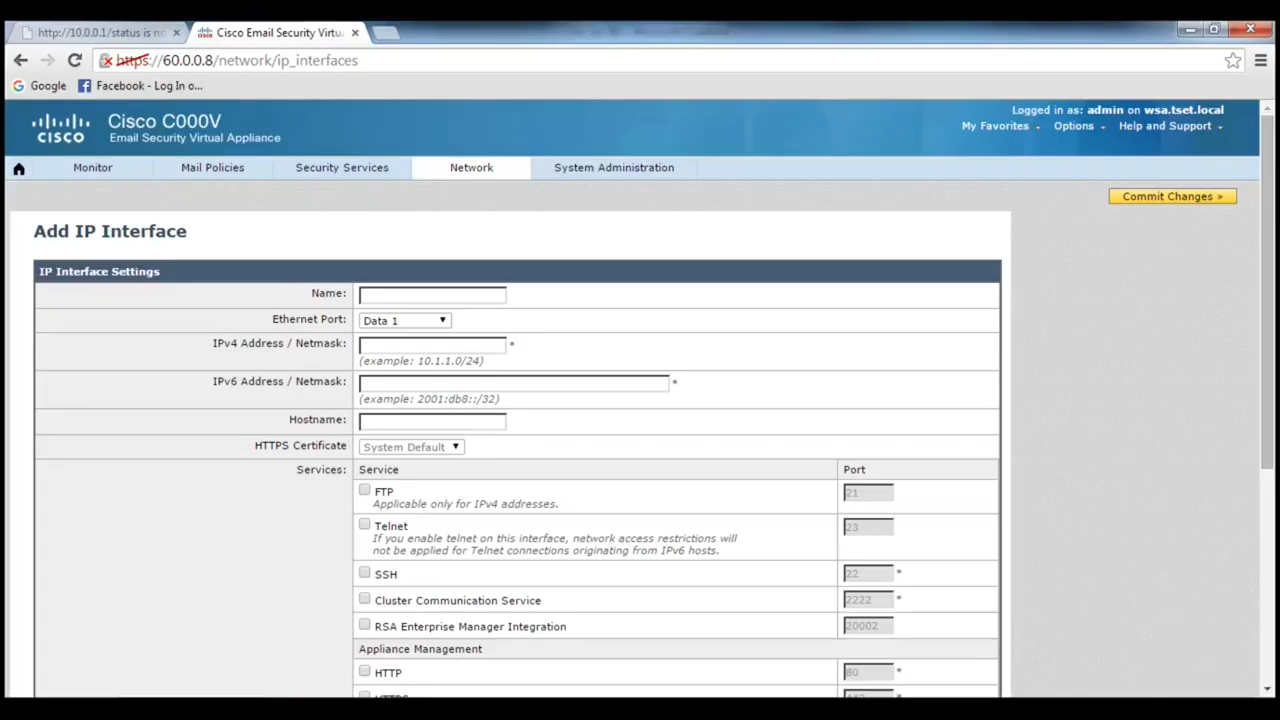 http://10.0.0.1/status is no
Cisco Email Security Virtu
https://60.0.0.8/network/ip_interfaces
Google
Facebook - Log In o...
CISCO
Cisco C000V
Email Security Virtual Appliance
Logged in as: admin on wsa.tset.local
My Favorites Options Help and Support
Monitor Mail Policies Security Services Network System Administration
Commit Changes »
Add IP Interface
IP Interface Settings
Name:
Ethernet Port: Data 1
IPv4 Address / Netmask: *
(example: 10.1.1.0/24)
IPv6 Address / Netmask: *
(example: 2001:db8::/32)
Hostname:
HTTPS Certificate System Default
Services: Service Port
FTP 21
Applicable only for IPv4 addresses.
Telnet 23
If you enable telnet on this interface, network access restrictions will
not be applied for Telnet connections originating from IPv6 hosts.
SSH 22 *
Cluster Communication Service 2222 *
RSA Enterprise Manager Integration 20002
Appliance Management
HTTP 80 *
HTTPS 443 *